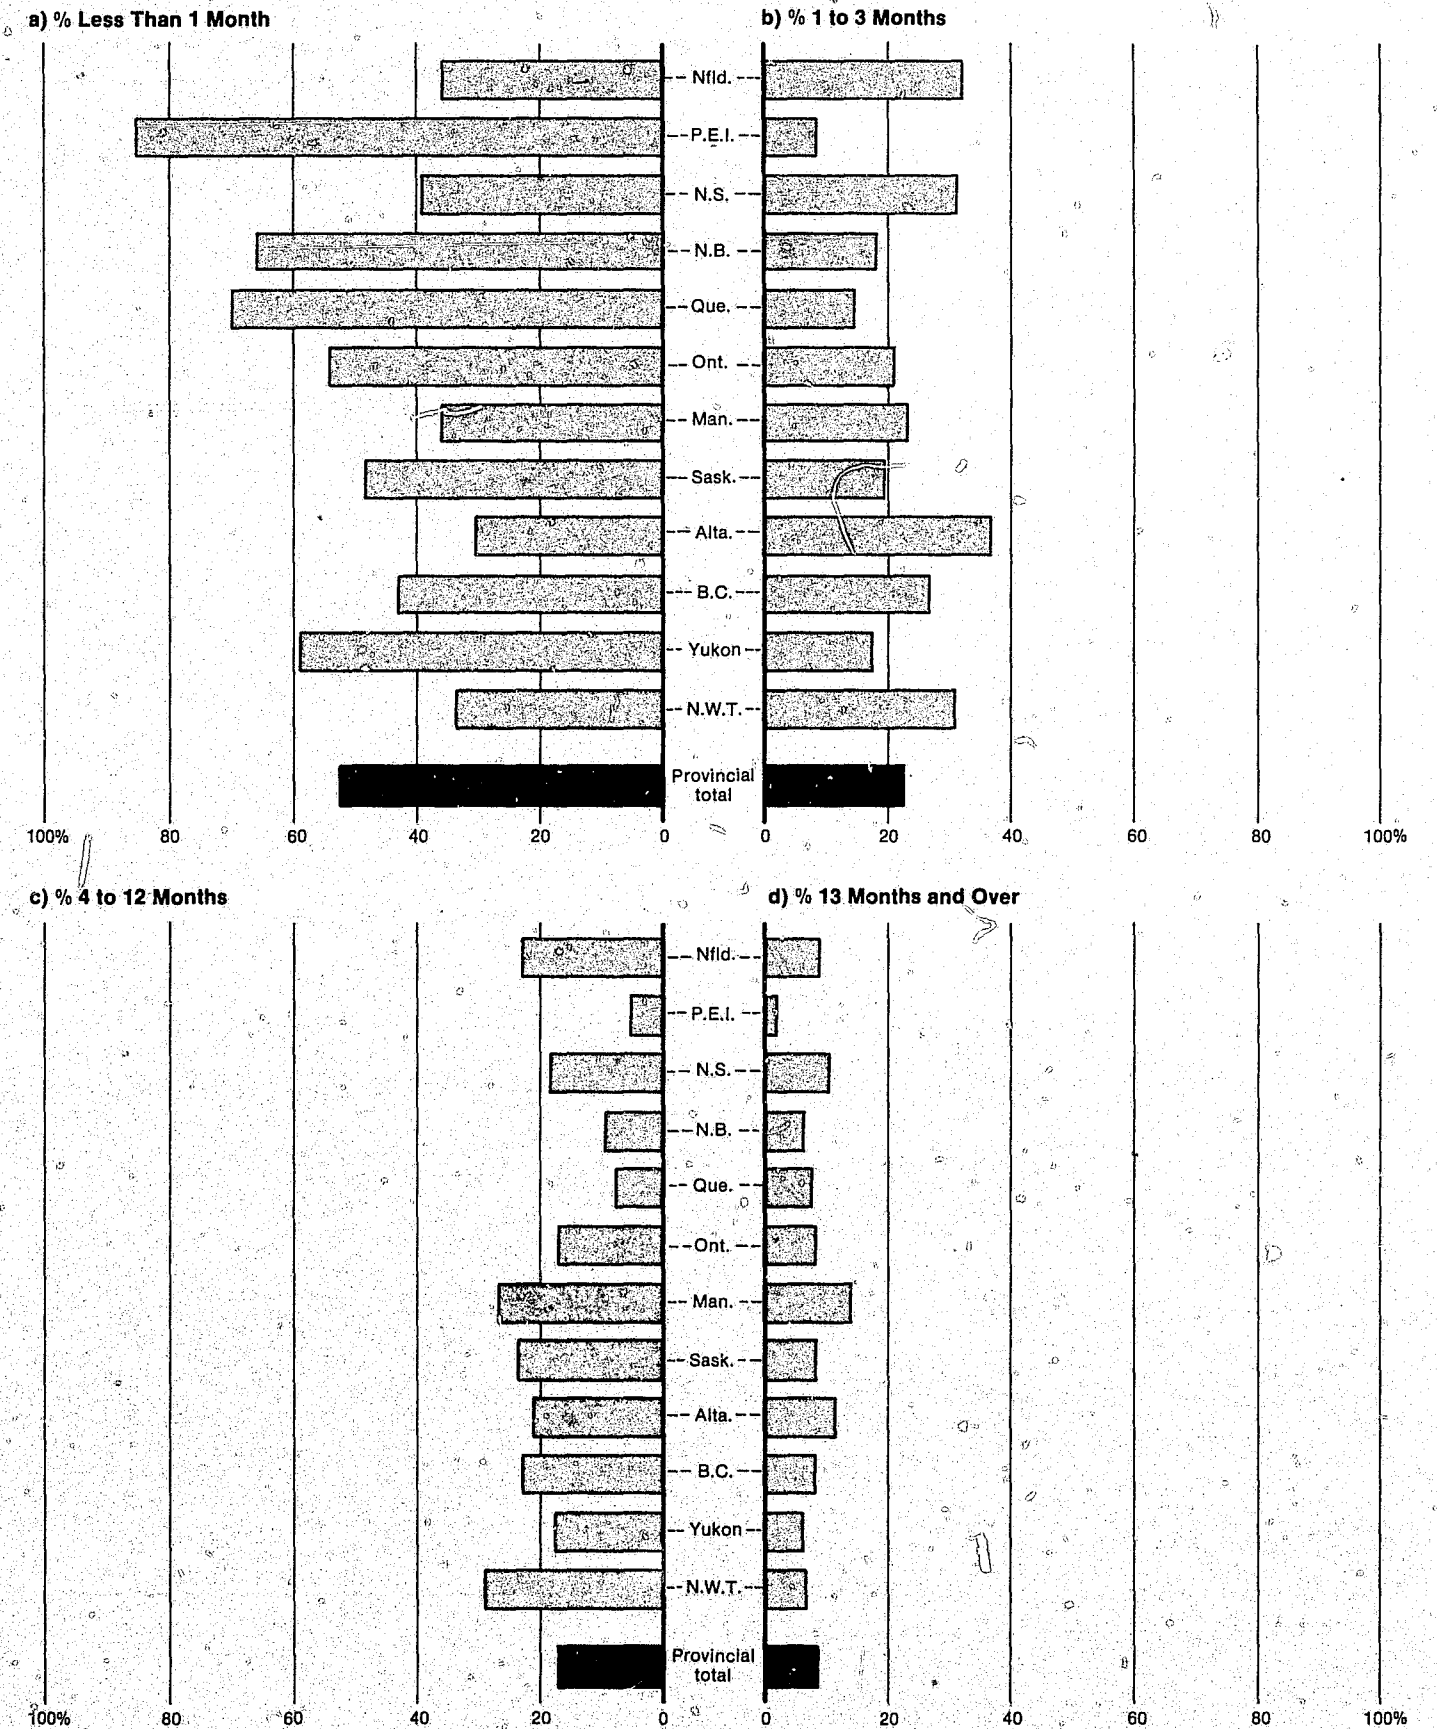 a) % Less Than 1 Month
b) % 1 to 3 Months
Nfld.
P.E.I.
N.S.
N.B.
Que.
Ont.
Man.
Sask.
Alta.
B.C.
Yukon
N.W.T.
Provincial
total
100% 80 60 40 20 0 0 20 40 60 80 100%
c) % 4 to 12 Months
d) % 13 Months and Over
Nfld.
P.E.I.
N.S.
N.B.
Que.
Ont.
Man.
Sask.
Alta.
B.C.
Yukon
N.W.T.
Provincial
total
100% 80 60 40 20 0 0 20 40 60 80 100%